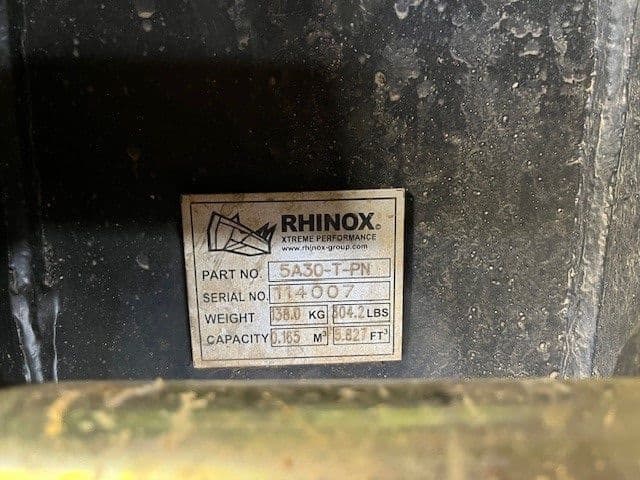 RHINOX®
XTREME PERFORMANCE
www.rhinox-group.com
PART NO. 5A30-T-PN
SERIAL NO. 114007
WEIGHT 138.0 KG 304.2 LBS
CAPACITY 0.165 M³ 5.827 FT³